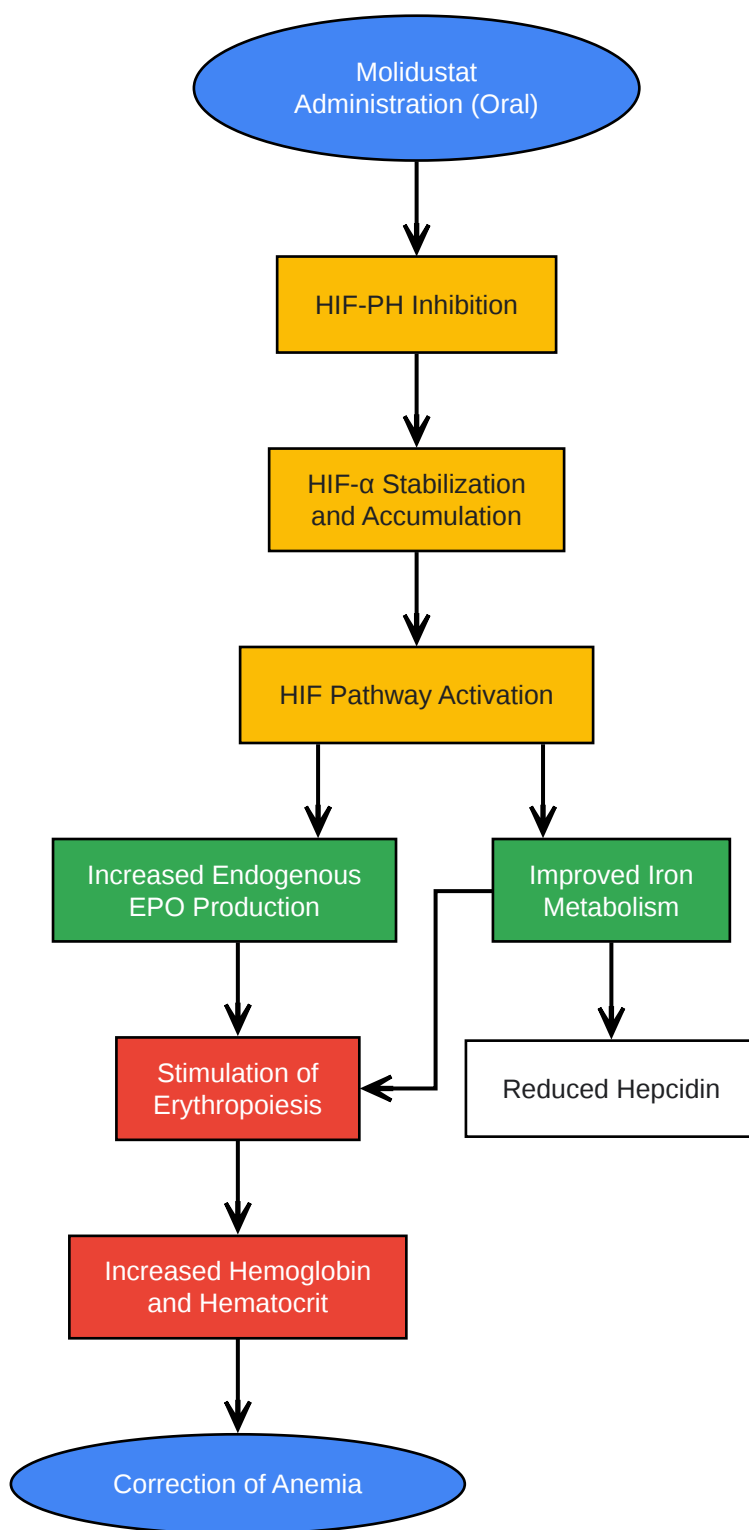 Molidustat
Administration (Oral)
HIF-PH Inhibition
HIF-α Stabilization
and Accumulation
HIF Pathway Activation
Increased Endogenous
EPO Production
Improved Iron
Metabolism
Stimulation of
Erythropoiesis
Reduced Hepcidin
Increased Hemoglobin
and Hematocrit
Correction of Anemia